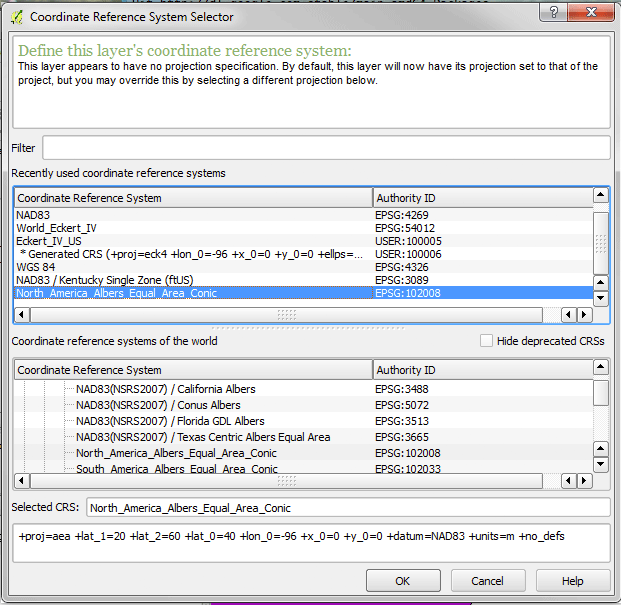 Coordinate Reference System Selector
Define this layer's coordinate reference system:
This layer appears to have no projection specification. By default, this layer will now have its projection set to that of the
project, but you may override this by selecting a different projection below.
Filter
Recently used coordinate reference systems
Coordinate Reference System Authority ID
NAD83 EPSG:4269
World_Eckert_IV EPSG:54012
Eckert_IV_US USER:100005
* Generated CRS (+proj=eck4 +lon_0=-96 +x_0=0 +y_0=0 +ellps=... USER:100006
WGS 84 EPSG:4326
NAD83 / Kentucky Single Zone (ftUS) EPSG:3089
North_America_Albers_Equal_Area_Conic EPSG:102008
Coordinate reference systems of the world Hide deprecated CRSs
Coordinate Reference System Authority ID
NAD83(NSRS2007) / California Albers EPSG:3488
NAD83(NSRS2007) / Conus Albers EPSG:5072
NAD83(NSRS2007) / Florida GDL Albers EPSG:3513
NAD83(NSRS2007) / Texas Centric Albers Equal Area EPSG:3665
North_America_Albers_Equal_Area_Conic EPSG:102008
South_America_Albers_Equal_Area_Conic EPSG:102033
Selected CRS: North_America_Albers_Equal_Area_Conic
+proj=aea +lat_1=20 +lat_2=60 +lat_0=40 +lon_0=-96 +x_0=0 +y_0=0 +datum=NAD83 +units=m +no_defs
OK Cancel Help